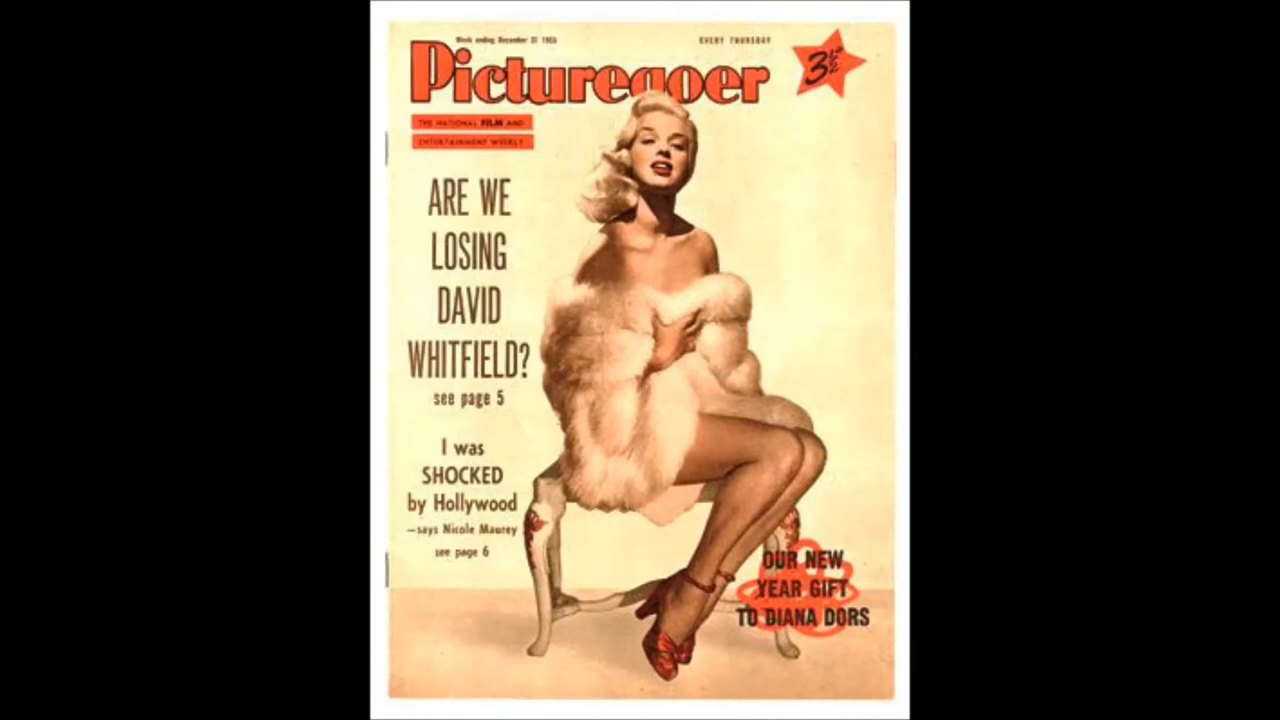 Week ending December 31 1955
EVERY THURSDAY
Picturegoer
3½ᴰ
THE NATIONAL FILM AND
ENTERTAINMENT WEEKLY
ARE WE
LOSING
DAVID
WHITFIELD?
see page 5
I was
SHOCKED
by Hollywood
—says Nicole Maurey
see page 6
OUR NEW
YEAR GIFT
TO DIANA DORS